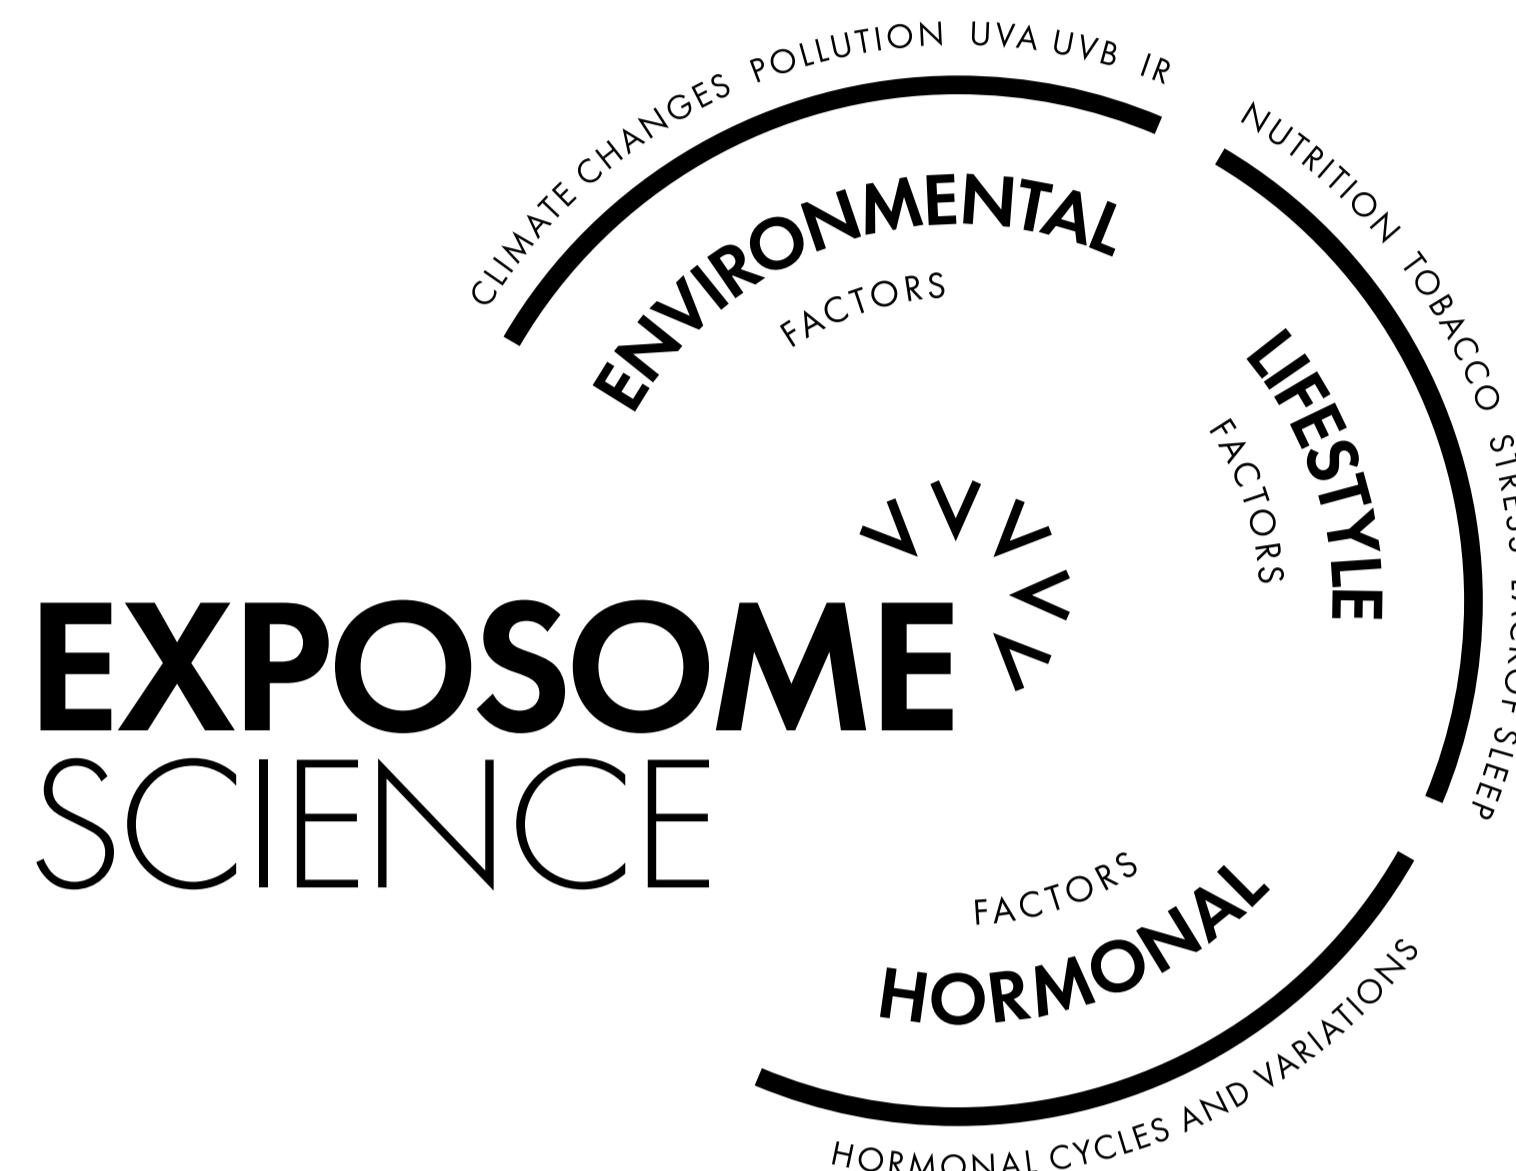 CLIMATE CHANGES POLLUTION UVA UVB IR
ENVIRONMENTAL
FACTORS
NUTRITION TOBACCO STRESS LACK OF SLEEP
LIFESTYLE
FACTORS
EXPOSOME
SCIENCE
FACTORS
HORMONAL
HORMONAL CYCLES AND VARIATIONS